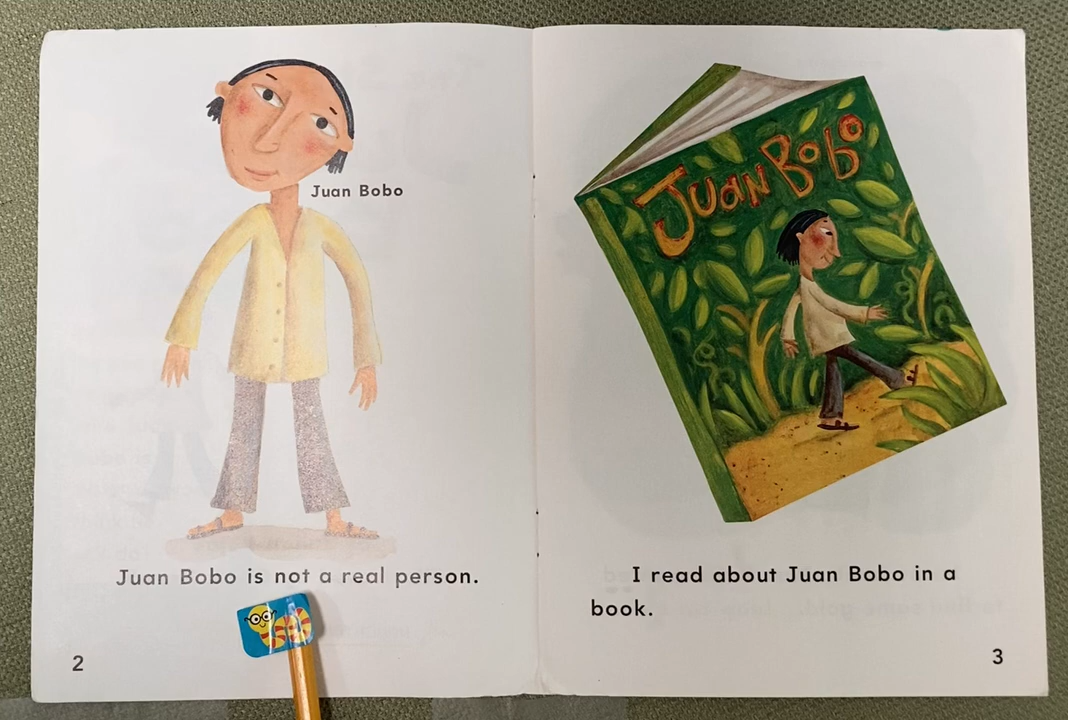 Juan Bobo
Juan Bobo is not a real person.
2
Juan Bobo
I read about Juan Bobo in a
book.
3